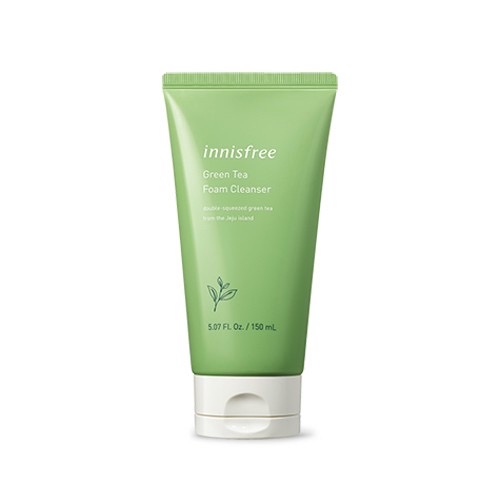 innisfree
Green Tea
Foam Cleanser
double-squeezed green tea
from the Jeju island
5.07 Fl. Oz. / 150 mL